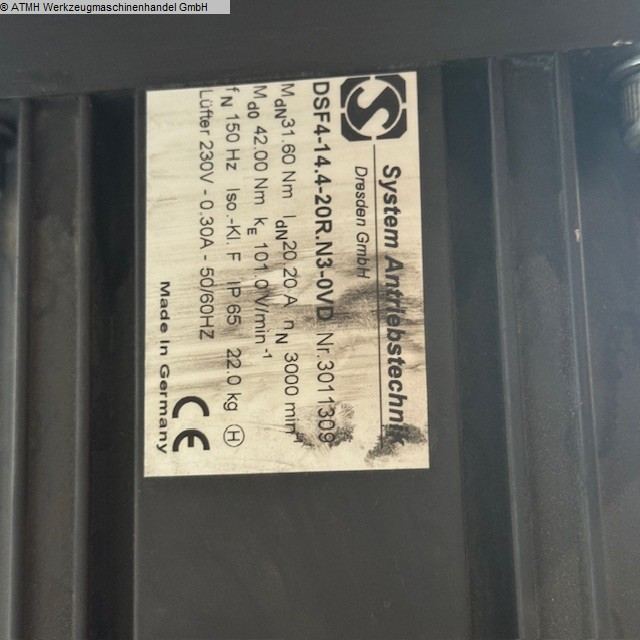 © ATMH Werkzeugmaschinenhandel GmbH
S System Antriebstechnik
Dresden GmbH
DSF4-14.4-20R.N3-0VD Nr.3011309
MdN 31.60 Nm IdN 20.20 A nN 3000 min-1
Md0 42.00 Nm kE 101.0 V/min-1
fN 150 Hz Iso.-Kl. F IP 65 22.0 kg H
Lüfter 230V - 0.30A - 50/60HZ
CE
Made In Germany